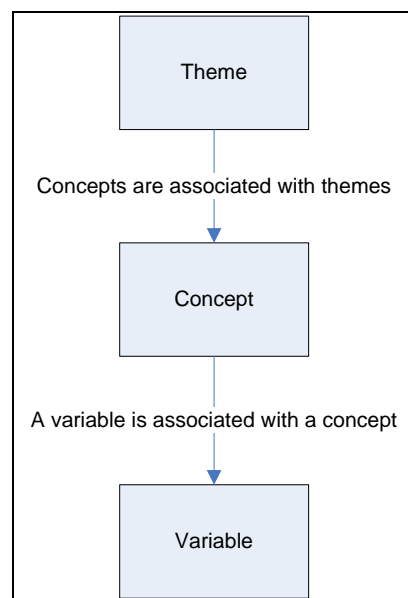 Theme
Concepts are associated with themes
Concept
A variable is associated with a concept
Variable